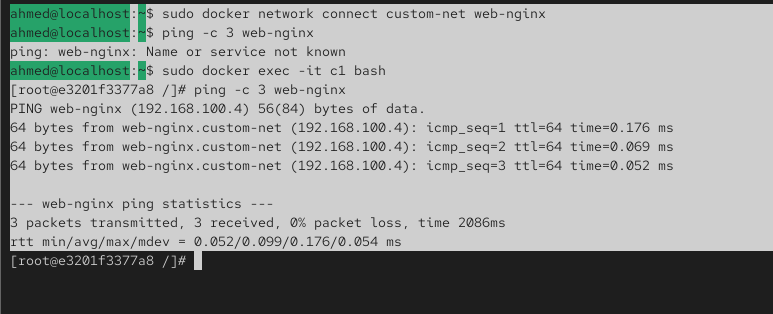 ahmed@localhost:~$ sudo docker network connect custom-net web-nginx
ahmed@localhost:~$ ping -c 3 web-nginx
ping: web-nginx: Name or service not known
ahmed@localhost:~$ sudo docker exec -it c1 bash
[root@e3201f3377a8 /]# ping -c 3 web-nginx
PING web-nginx (192.168.100.4) 56(84) bytes of data.
64 bytes from web-nginx.custom-net (192.168.100.4): icmp_seq=1 ttl=64 time=0.176 ms
64 bytes from web-nginx.custom-net (192.168.100.4): icmp_seq=2 ttl=64 time=0.069 ms
64 bytes from web-nginx.custom-net (192.168.100.4): icmp_seq=3 ttl=64 time=0.052 ms

--- web-nginx ping statistics ---
3 packets transmitted, 3 received, 0% packet loss, time 2086ms
rtt min/avg/max/mdev = 0.052/0.099/0.176/0.054 ms
[root@e3201f3377a8 /]#